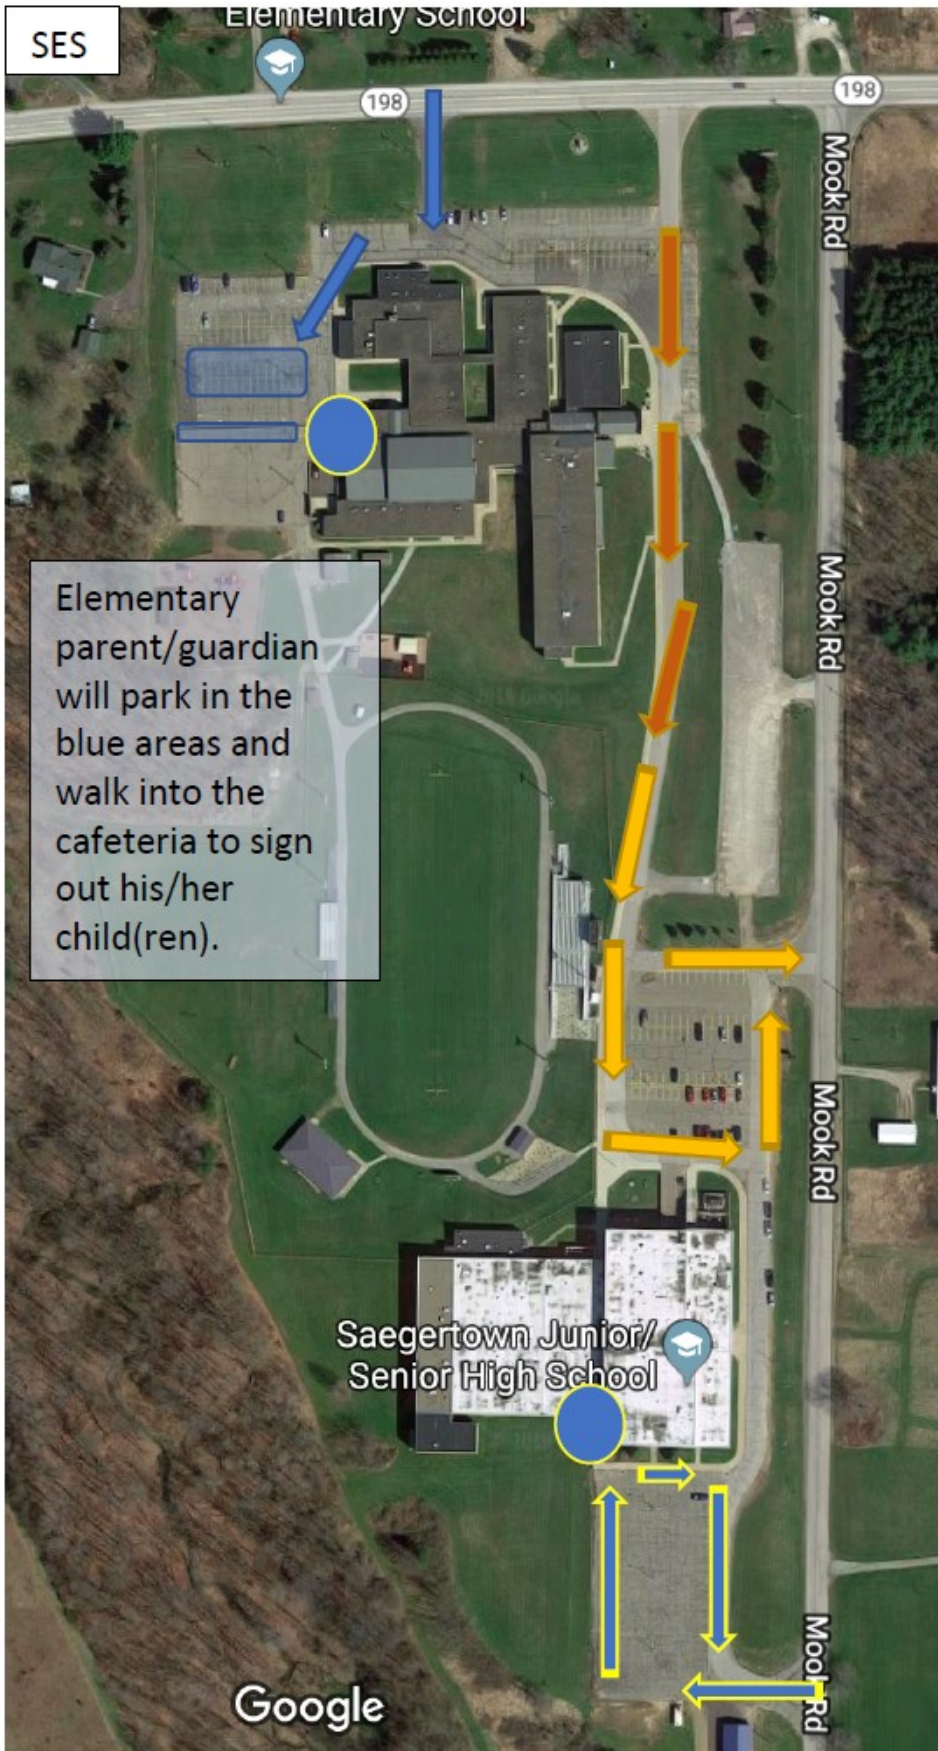 Elementary School
SES
198
198
Mook Rd
Elementary
parent/guardian
will park in the
blue areas and
walk into the
cafeteria to sign
out his/her
child(ren).
Mook Rd
Mook Rd
Saegertown Junior/
Senior High School
Mook Rd
Google